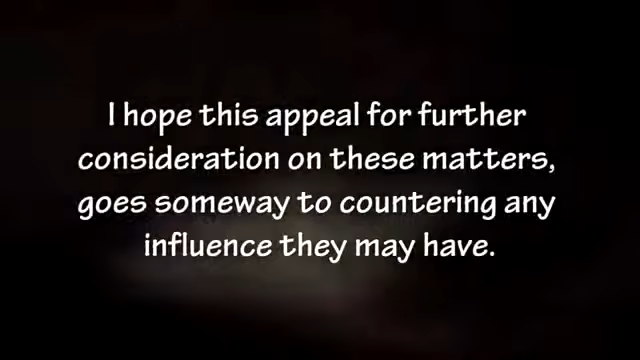 I hope this appeal for further
consideration on these matters,
goes someway to countering any
influence they may have.